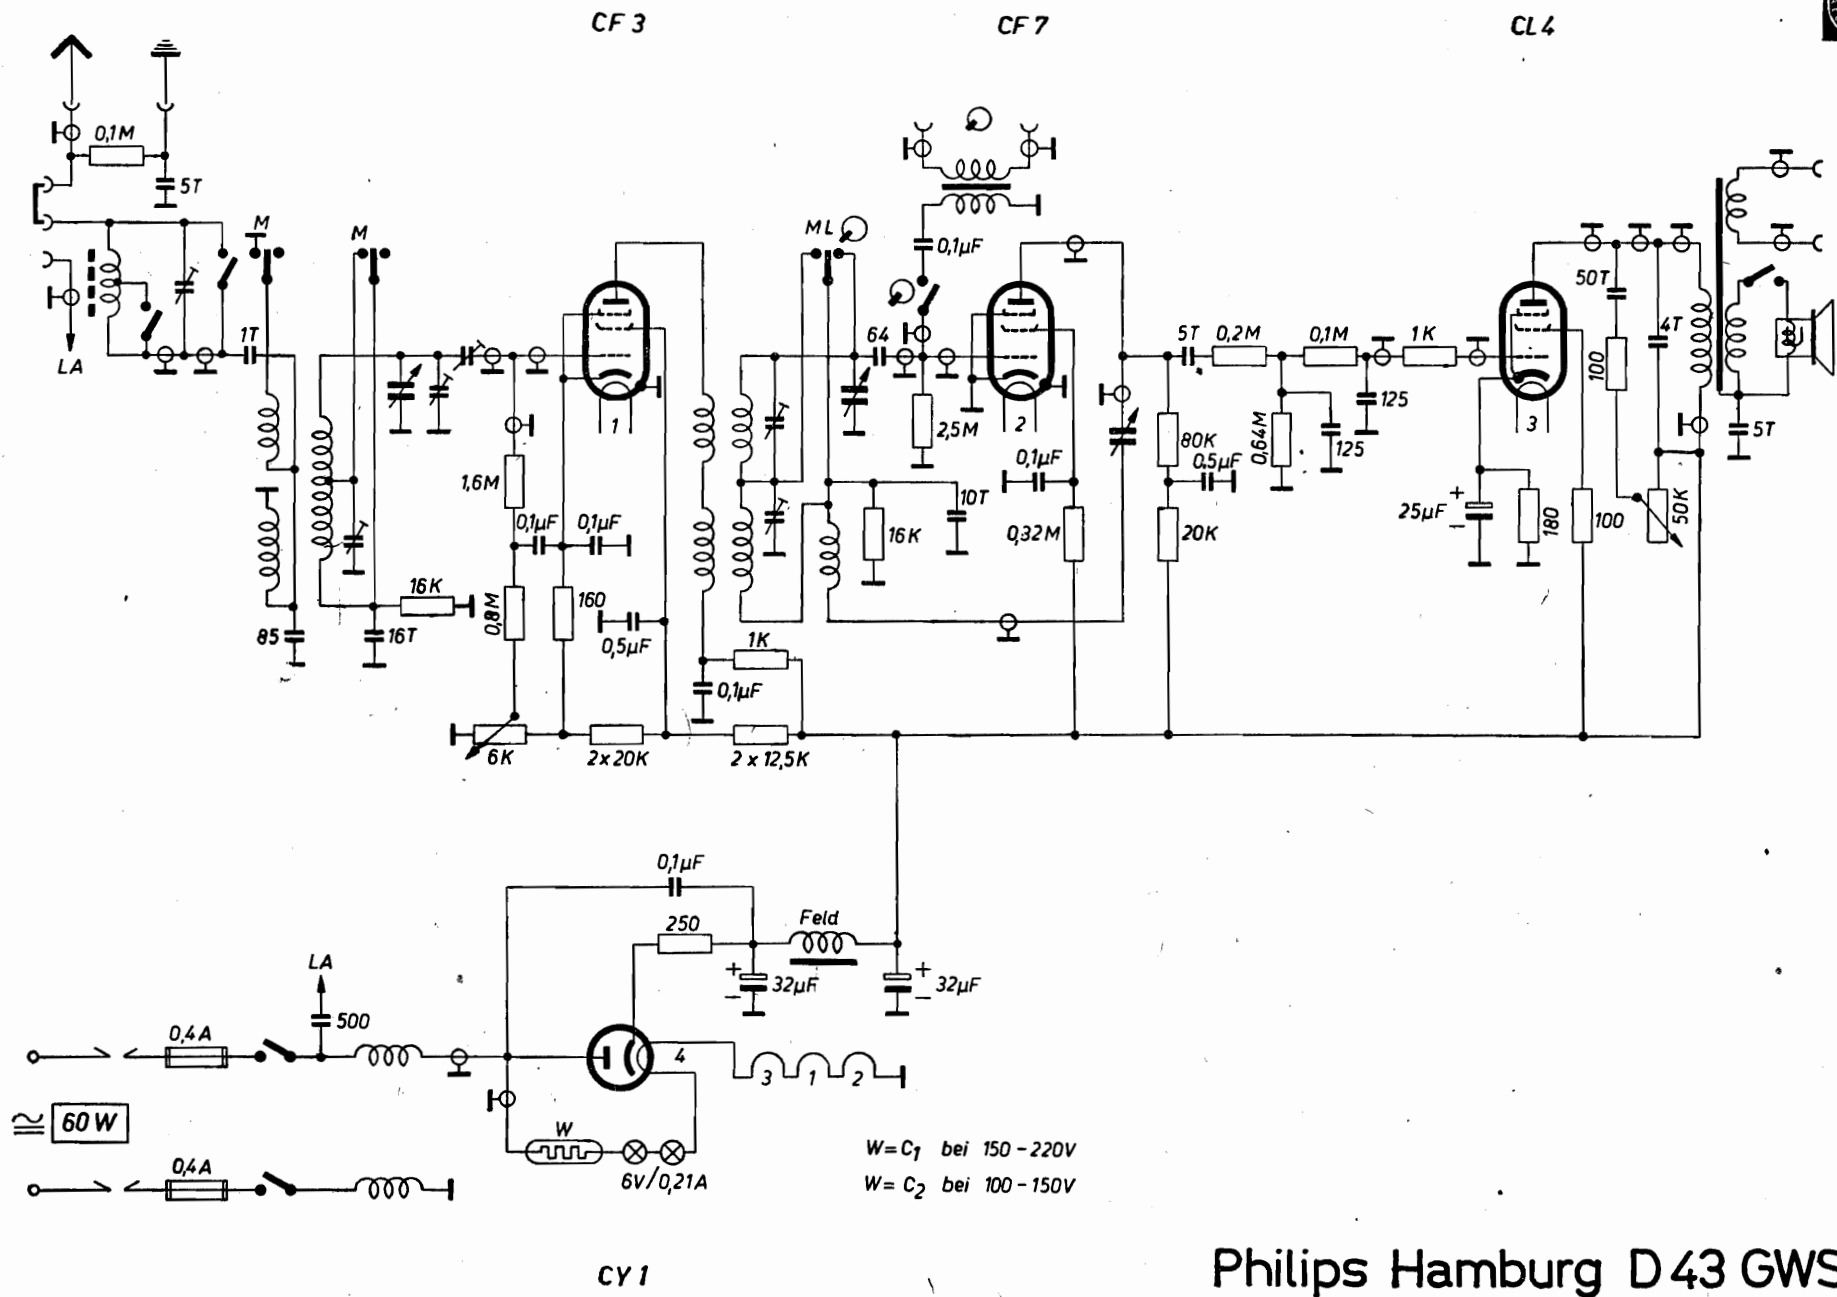 CF 3
CF 7
CL 4
0,1M
5T
LA
1T
M
M
85
16T
16K
1,6M
0,1µF
0,1µF
0,8M
160
0,5µF
6K
2x20K
2 x 12,5K
1
1K
0,1µF
ML
0,1µF
64
2,5M
16K
10T
0,1µF
0,32M
2
5T
0,2M
0,1M
1K
80K
0,5µF
20K
0,64M
125
125
3
25µF
+
−
180
100
50T
100
4T
50K
5T
0,1µF
250
Feld
+
−
32µF
+
−
32µF
LA
500
0,4A
4
3
1
2
60W
W
6V/0,21A
0,4A
W=C1 bei 150-220V
W=C2 bei 100-150V
CY1
Philips Hamburg D43 GWS